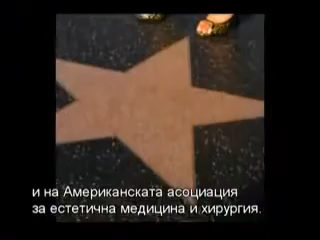 и на Американската асоциация
за естетична медицина и хирургия.